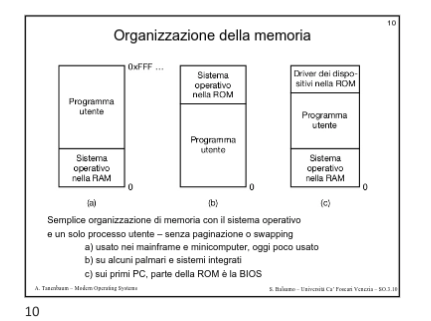 10
Organizzazione della memoria
0xFFF ...
Programma
utente
Sistema
operativo
nella RAM
0
(a)
Sistema
operativo
nella ROM
Programma
utente
0
(b)
Driver dei dispo-
sitivi nella ROM
Programma
utente
Sistema
operativo
nella RAM
0
(c)
Semplice organizzazione di memoria con il sistema operativo
e un solo processo utente – senza paginazione o swapping
a) usato nei mainframe e minicomputer, oggi poco usato
b) su alcuni palmari e sistemi integrati
c) sui primi PC, parte della ROM è la BIOS
A. Tanenbaum – Modern Operating Systems
S. Balsamo – Università Ca' Foscari Venezia – SO.3.10
10